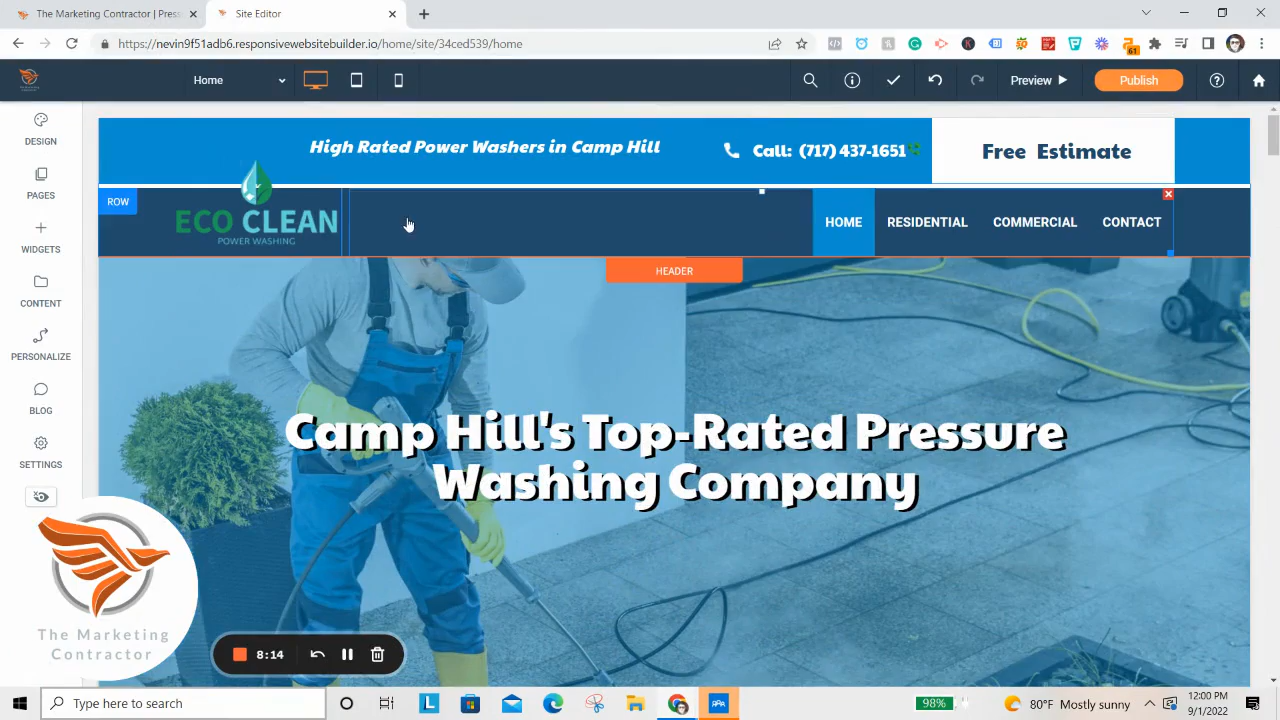 The Marketing Contractor | Pres
Site Editor
https://nevin9f51adb6.responsivewebsitebuilder.io/home/site/34ced539/home
61
Home
Preview
Publish
DESIGN
PAGES
WIDGETS
CONTENT
PERSONALIZE
BLOG
SETTINGS
High Rated Power Washers in Camp Hill
Call: (717) 437-1651
Free Estimate
ROW
ECO CLEAN
POWER WASHING
HOME
RESIDENTIAL
COMMERCIAL
CONTACT
HEADER
Camp Hill's Top-Rated Pressure
Washing Company
The Marketing
Contractor
8:14
Type here to search
L
98%
80°F Mostly sunny
12:00 PM
9/1/2022